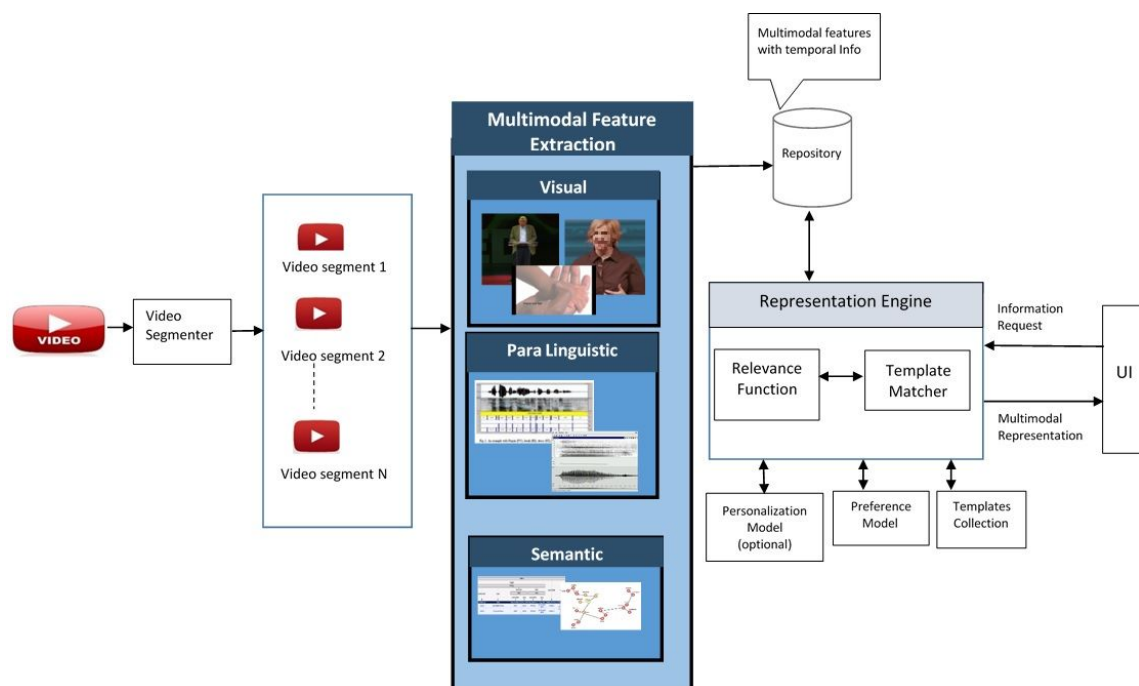 Multimodal features
with temporal Info
Repository
Multimodal Feature
Extraction
Visual
Para Linguistic
Semantic
VIDEO
Video
Segmenter
Video segment 1
Video segment 2
Video segment N
Representation Engine
Relevance
Function
Template
Matcher
Information
Request
Multimodal
Representation
UI
Personalization
Model
(optional)
Preference
Model
Templates
Collection